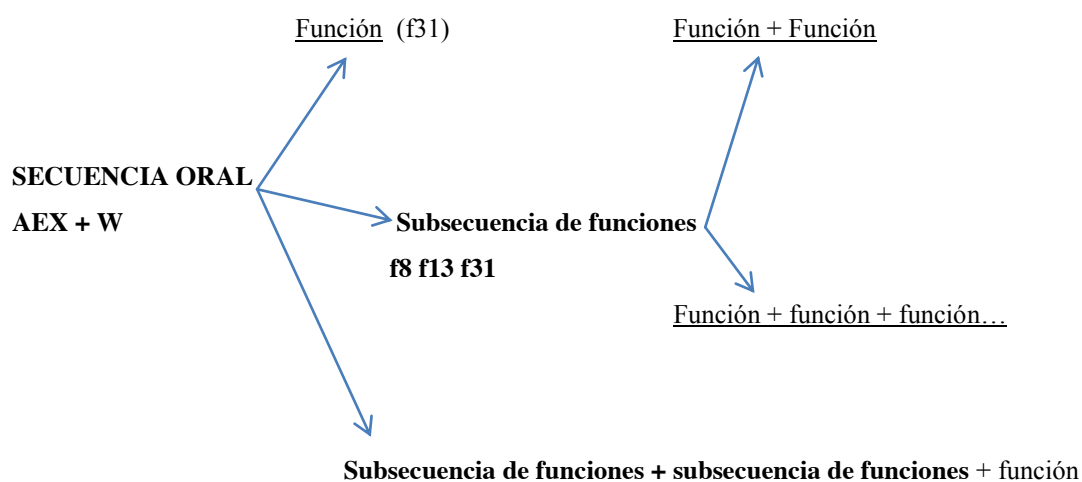 Función (f31)
Función + Función
SECUENCIA ORAL
AEX + W
Subsecuencia de funciones
f8 f13 f31
Función + función + función…
Subsecuencia de funciones + subsecuencia de funciones + función